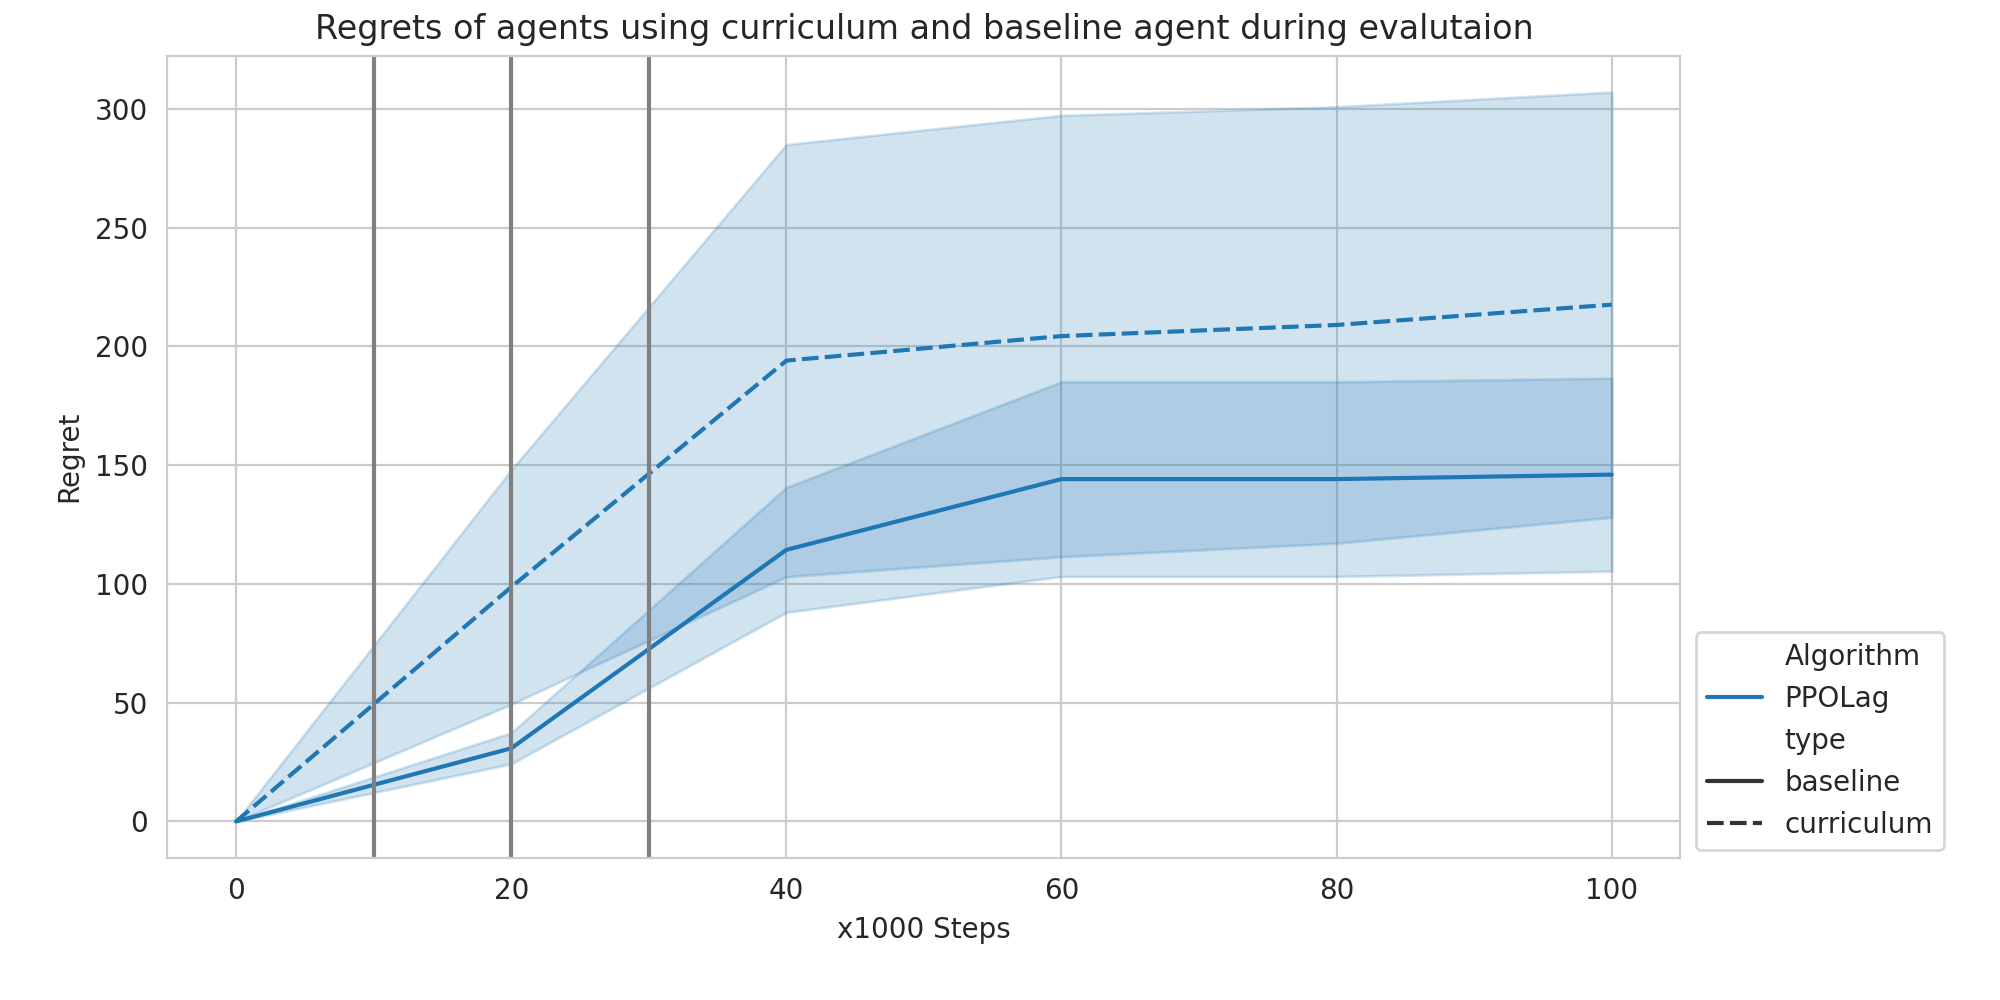 Regrets of agents using curriculum and baseline agent during evalutaion
300
250
200
150
100
50
0
Regret
0 20 40 60 80 100
x1000 Steps
Algorithm
PPOLag
type
baseline
curriculum